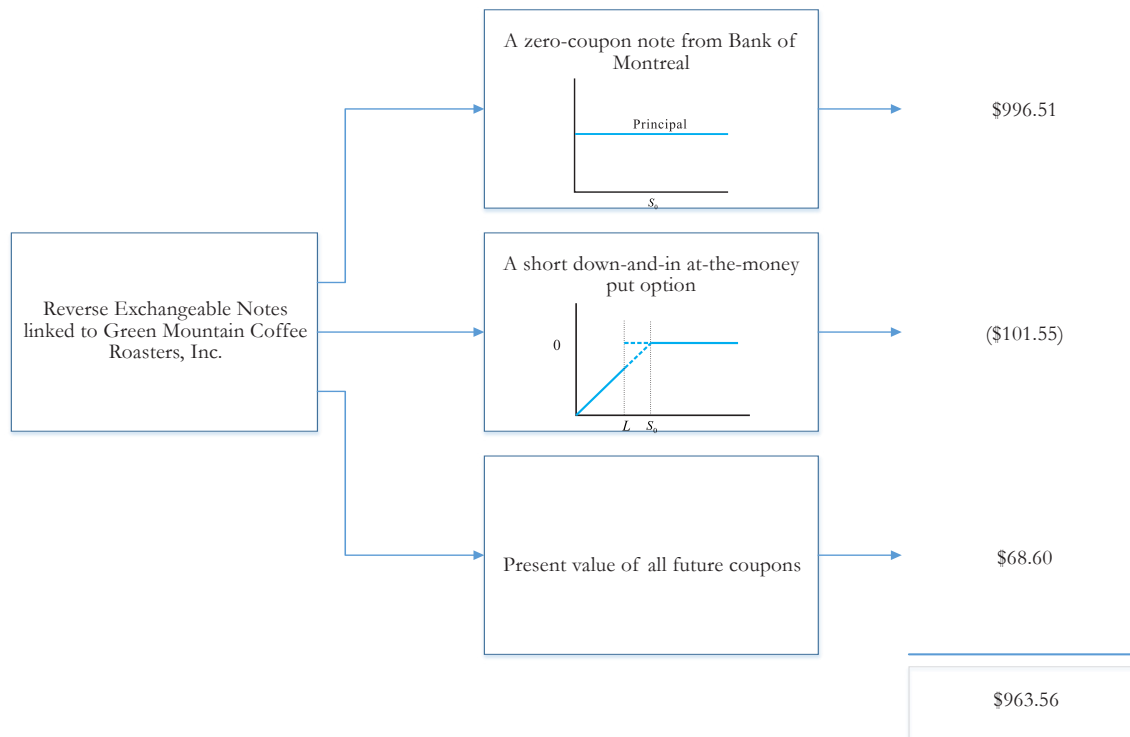 A zero-coupon note from Bank of
Montreal
Principal
S₀
$996.51
Reverse Exchangeable Notes
linked to Green Mountain Coffee
Roasters, Inc.
A short down-and-in at-the-money
put option
0
L S₀
($101.55)
Present value of all future coupons
$68.60
$963.56